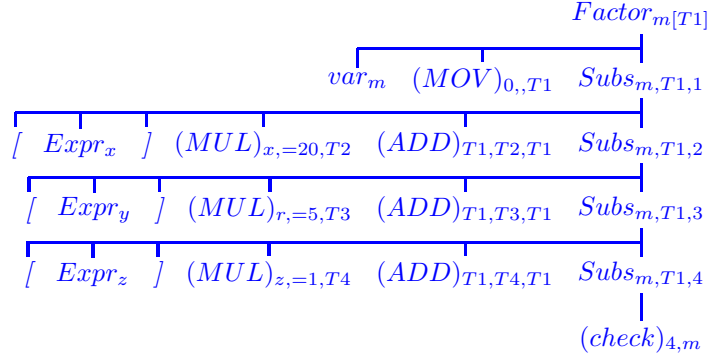 Factor_{m[T1]}
var_m (MOV)_{0,,T1} Subs_{m,T1,1}
[ Expr_x ] (MUL)_{x,=20,T2} (ADD)_{T1,T2,T1} Subs_{m,T1,2}
[ Expr_y ] (MUL)_{r,=5,T3} (ADD)_{T1,T3,T1} Subs_{m,T1,3}
[ Expr_z ] (MUL)_{z,=1,T4} (ADD)_{T1,T4,T1} Subs_{m,T1,4}
(check)_{4,m}